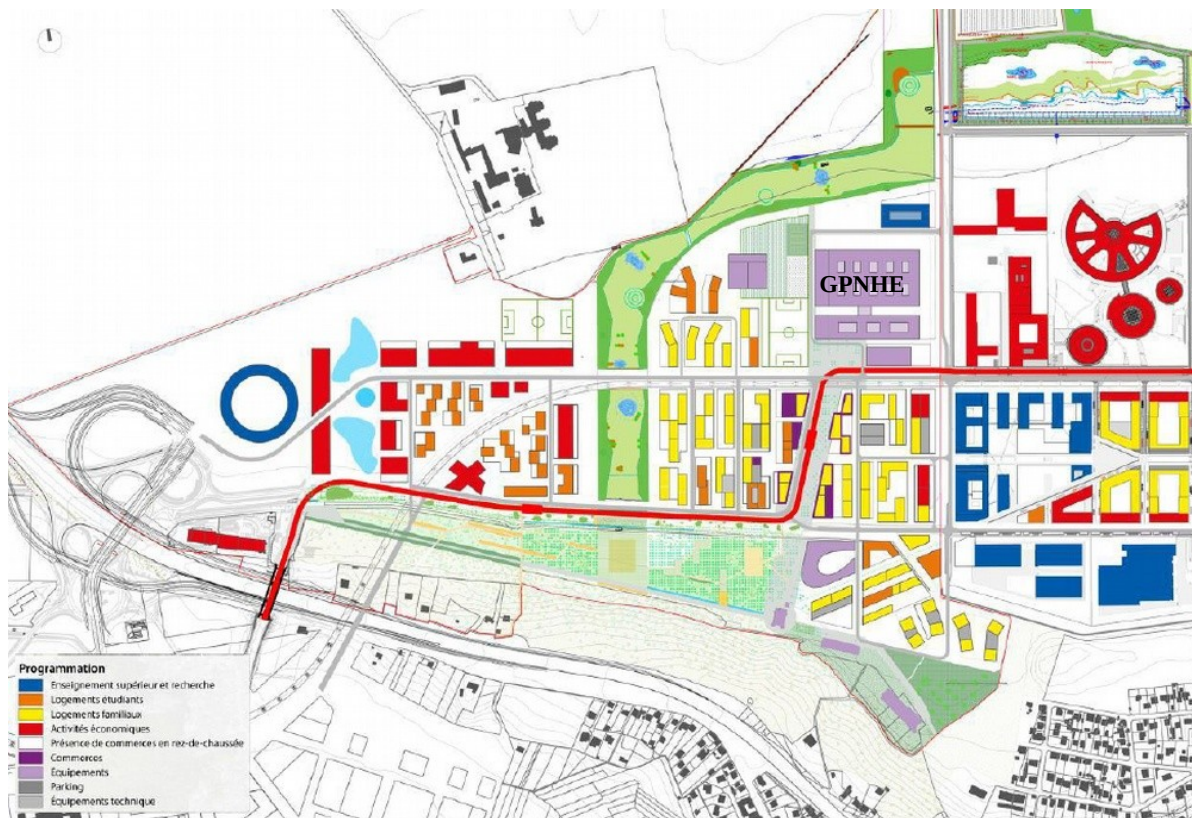 GPNHE
Programmation
Enseignement supérieur et recherche
Logements étudiants
Logements familiaux
Activités économiques
Présence de commerces en rez-de-chaussée
Commerces
Équipements
Parking
Équipements technique